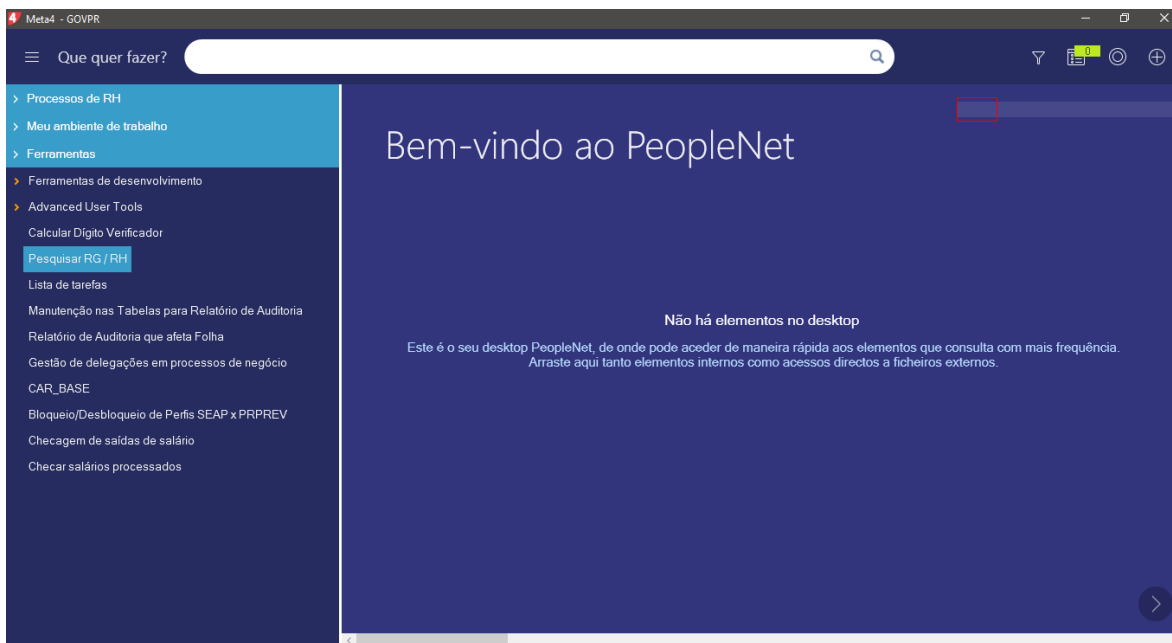 Meta4 - GOVPR
Que quer fazer?
0
Processos de RH
Meu ambiente de trabalho
Ferramentas
Ferramentas de desenvolvimento
Advanced User Tools
Calcular Dígito Verificador
Pesquisar RG / RH
Lista de tarefas
Manutenção nas Tabelas para Relatório de Auditoria
Relatório de Auditoria que afeta Folha
Gestão de delegações em processos de negócio
CAR_BASE
Bloqueio/Desbloqueio de Perfis SEAP x PRPREV
Checagem de saídas de salário
Checar salários processados
Bem-vindo ao PeopleNet
Não há elementos no desktop
Este é o seu desktop PeopleNet, de onde pode aceder de maneira rápida aos elementos que consulta com mais frequência.
Arraste aqui tanto elementos internos como acessos directos a ficheiros externos.